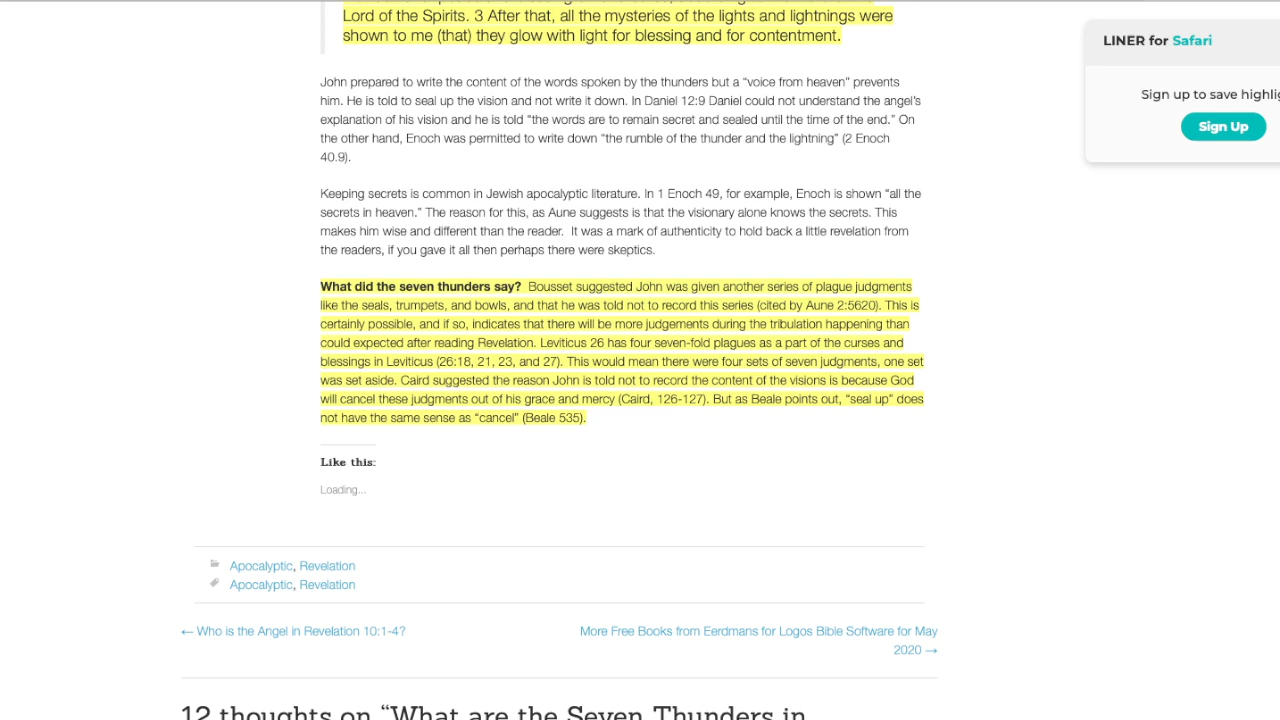 Lord of the Spirits. 3 After that, all the mysteries of the lights and lightnings were
shown to me (that) they glow with light for blessing and for contentment.
LINER for Safari
Sign up to save highlig
Sign Up
John prepared to write the content of the words spoken by the thunders but a “voice from heaven” prevents
him. He is told to seal up the vision and not write it down. In Daniel 12:9 Daniel could not understand the angel’s
explanation of his vision and he is told “the words are to remain secret and sealed until the time of the end.” On
the other hand, Enoch was permitted to write down “the rumble of the thunder and the lightning” (2 Enoch
40.9).
Keeping secrets is common in Jewish apocalyptic literature. In 1 Enoch 49, for example, Enoch is shown “all the
secrets in heaven.” The reason for this, as Aune suggests is that the visionary alone knows the secrets. This
makes him wise and different than the reader.  It was a mark of authenticity to hold back a little revelation from
the readers, if you gave it all then perhaps there were skeptics.
What did the seven thunders say?  Bousset suggested John was given another series of plague judgments
like the seals, trumpets, and bowls, and that he was told not to record this series (cited by Aune 2:5620). This is
certainly possible, and if so, indicates that there will be more judgements during the tribulation happening than
could expected after reading Revelation. Leviticus 26 has four seven-fold plagues as a part of the curses and
blessings in Leviticus (26:18, 21, 23, and 27). This would mean there were four sets of seven judgments, one set
was set aside. Caird suggested the reason John is told not to record the content of the visions is because God
will cancel these judgments out of his grace and mercy (Caird, 126-127). But as Beale points out, “seal up” does
not have the same sense as “cancel” (Beale 535).
Like this:
Loading...
Apocalyptic, Revelation
Apocalyptic, Revelation
← Who is the Angel in Revelation 10:1-4?
More Free Books from Eerdmans for Logos Bible Software for May
2020 →
12 thoughts on “What are the Seven Thunders in